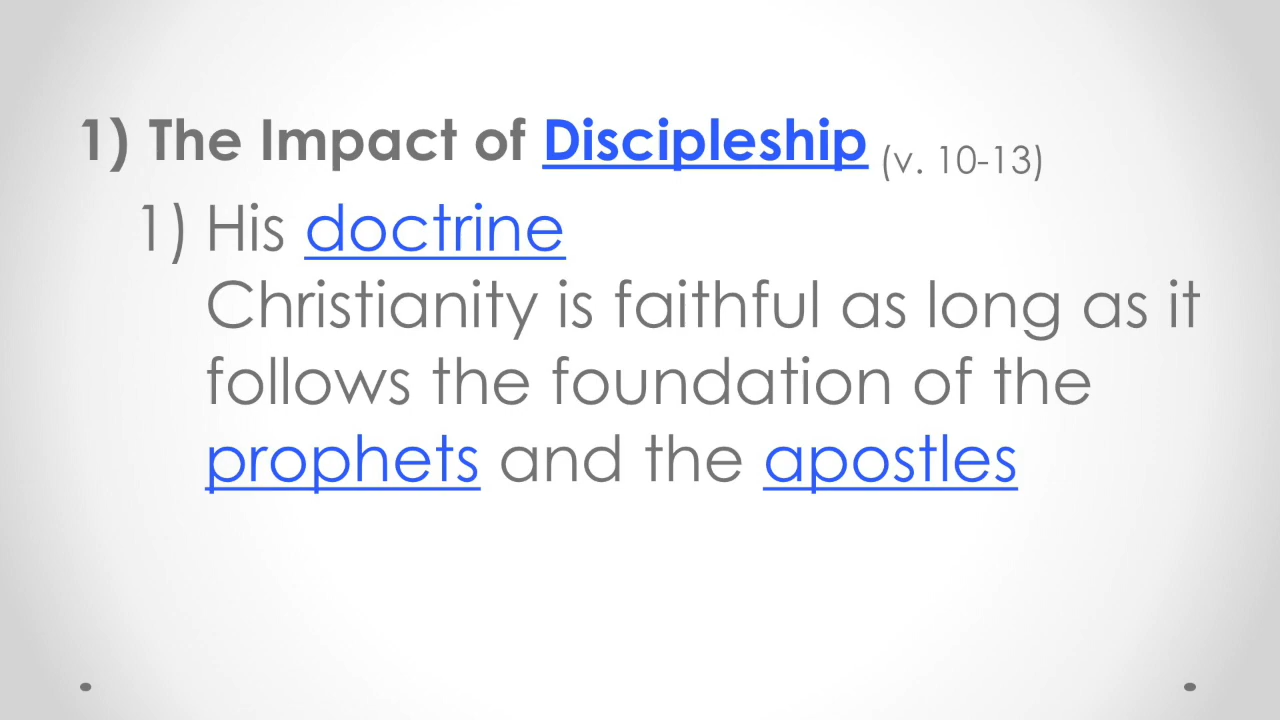 1) The Impact of Discipleship (v. 10-13)
1) His doctrine
Christianity is faithful as long as it
follows the foundation of the
prophets and the apostles